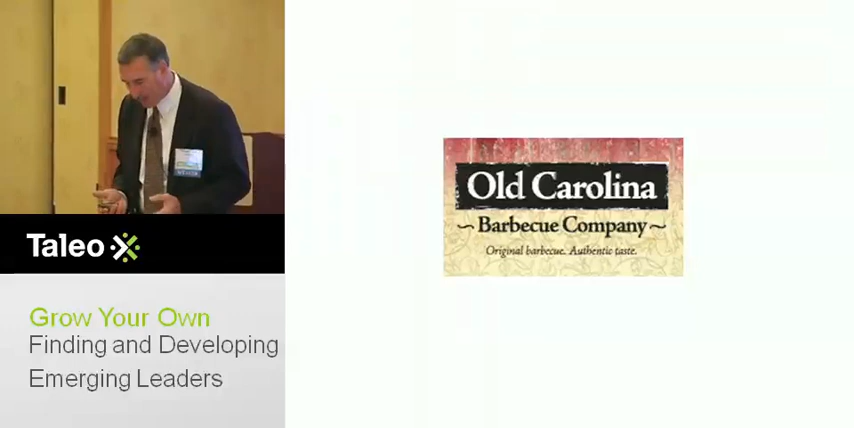 Taleo
Grow Your Own
Finding and Developing
Emerging Leaders
Old Carolina
~Barbecue Company~
Original barbecue. Authentic taste.